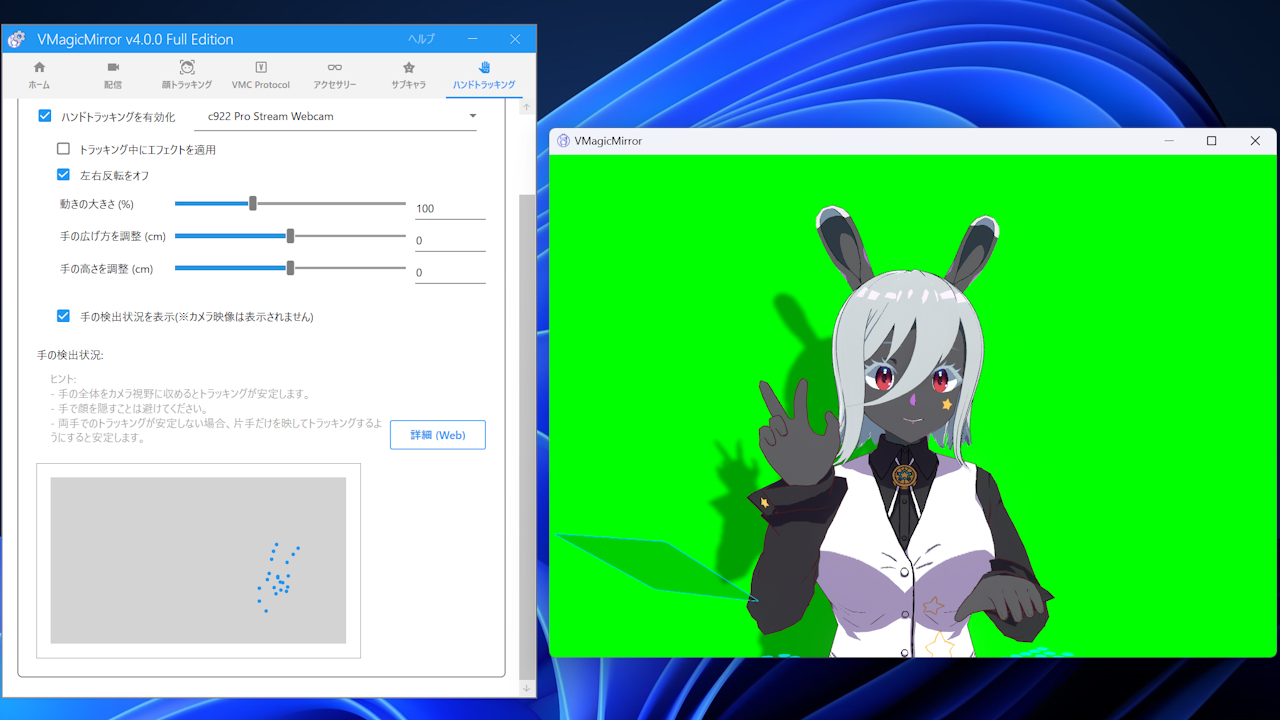 VMagicMirror v4.0.0 Full Edition
ヘルプ
ホーム
配信
顔トラッキング
VMC Protocol
アクセサリー
サブキャラ
ハンドトラッキング
ハンドトラッキングを有効化
c922 Pro Stream Webcam
トラッキング中にエフェクトを適用
左右反転をオフ
動きの大きさ (%)
100
手の広げ方を調整 (cm)
0
手の高さを調整 (cm)
0
手の検出状況を表示(※カメラ映像は表示されません)
手の検出状況:
ヒント:
- 手の全体をカメラ視野に収めるとトラッキングが安定します。
- 手で顔を隠すことは避けてください。
- 両手でのトラッキングが安定しない場合、片手だけを映してトラッキングするよ
うにすると安定します。
詳細 (Web)
VMagicMirror